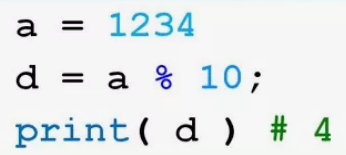 a = 1234
d = a % 10;
print( d ) # 4